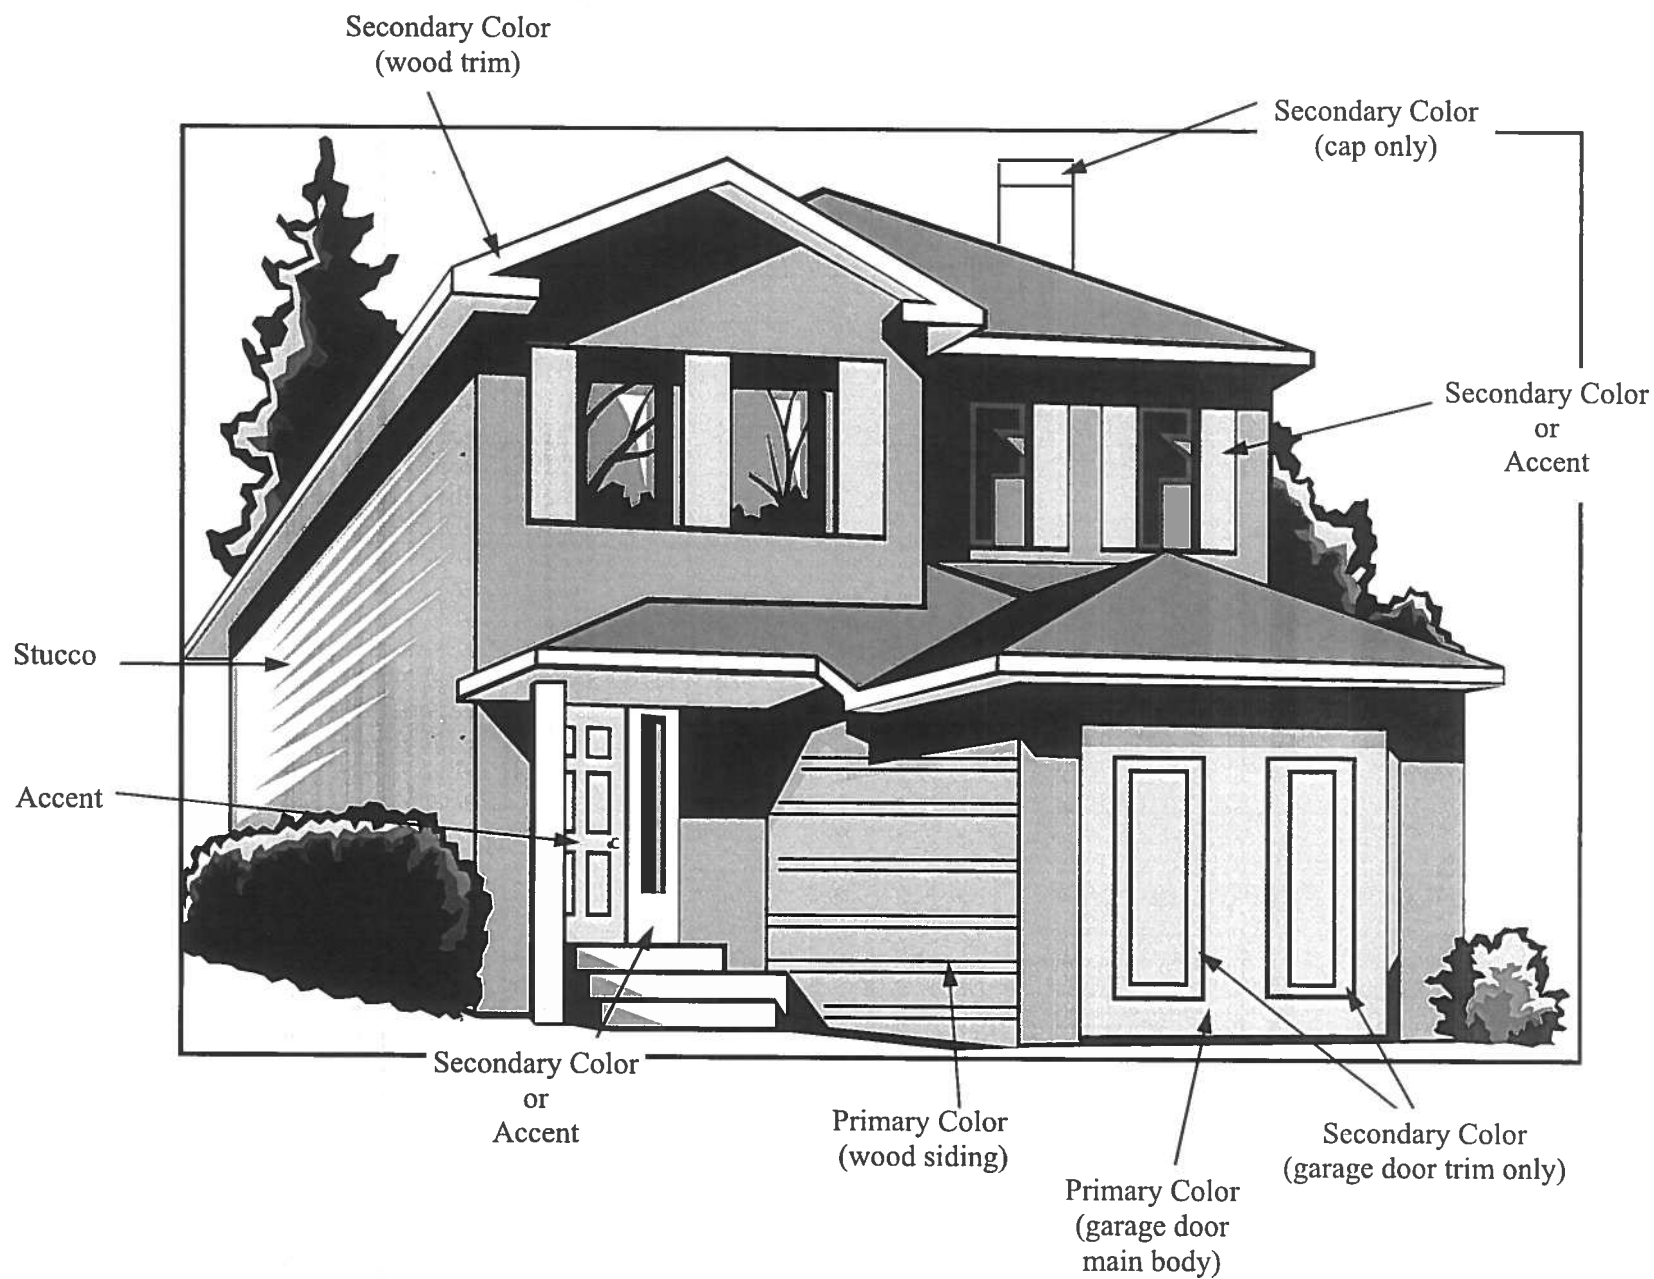 Secondary Color
(wood trim)
Secondary Color
(cap only)
Secondary Color
or
Accent
Stucco
Accent
Secondary Color
or
Accent
Primary Color
(wood siding)
Secondary Color
(garage door trim only)
Primary Color
(garage door
main body)